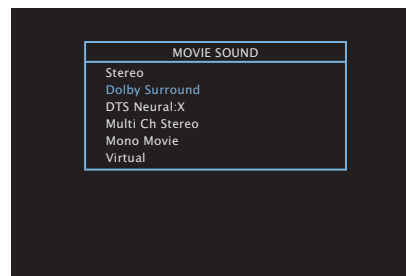 MOVIE SOUND
Stereo
Dolby Surround
DTS Neural:X
Multi Ch Stereo
Mono Movie
Virtual